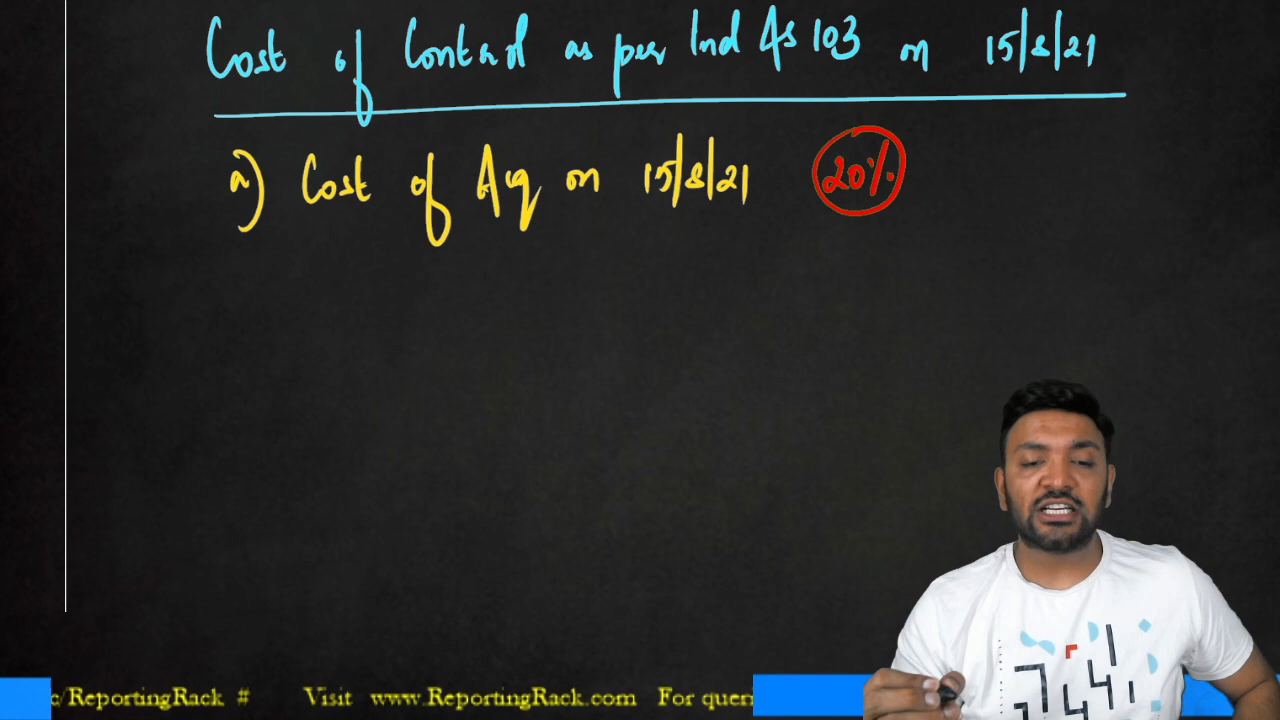 Cost of Control as per Ind As 103 on 15/8/21
a) Cost of Acq on 15/8/21 20%
c/ReportingRack # Visit www.ReportingRack.com For quer